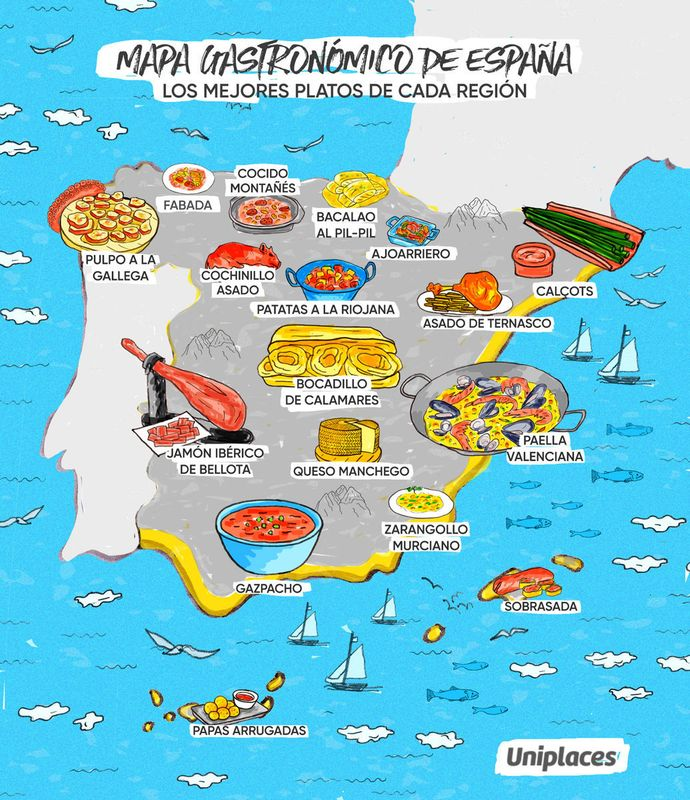 MAPA GASTRONÓMICO DE ESPAÑA
LOS MEJORES PLATOS DE CADA REGIÓN
FABADA
COCIDO
MONTAÑÉS
BACALAO
AL PIL-PIL
AJOARRIERO
PULPO A LA
GALLEGA
COCHINILLO
ASADO
PATATAS A LA RIOJANA
CALÇOTS
ASADO DE TERNASCO
BOCADILLO
DE CALAMARES
JAMÓN IBÉRICO
DE BELLOTA
QUESO MANCHEGO
PAELLA
VALENCIANA
ZARANGOLLO
MURCIANO
GAZPACHO
SOBRASADA
PAPAS ARRUGADAS
Uniplaces